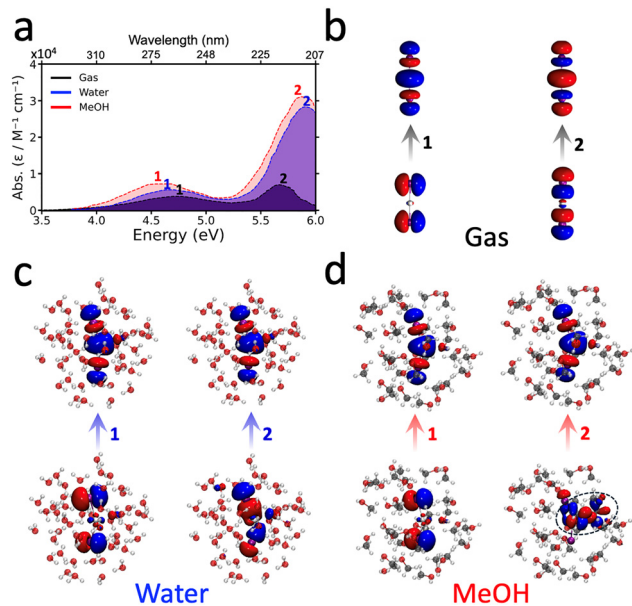 a
b
Wavelength (nm)
x10⁴ 310 275 248 225 207
Abs. (ε / M⁻¹ cm⁻¹)
4
3
2
1
0
Gas
Water
MeOH
1
1
1
2
2
2
3.5 4.0 4.5 5.0 5.5 6.0
Energy (eV)
1
2
Gas
c
d
1
2
1
2
Water
MeOH